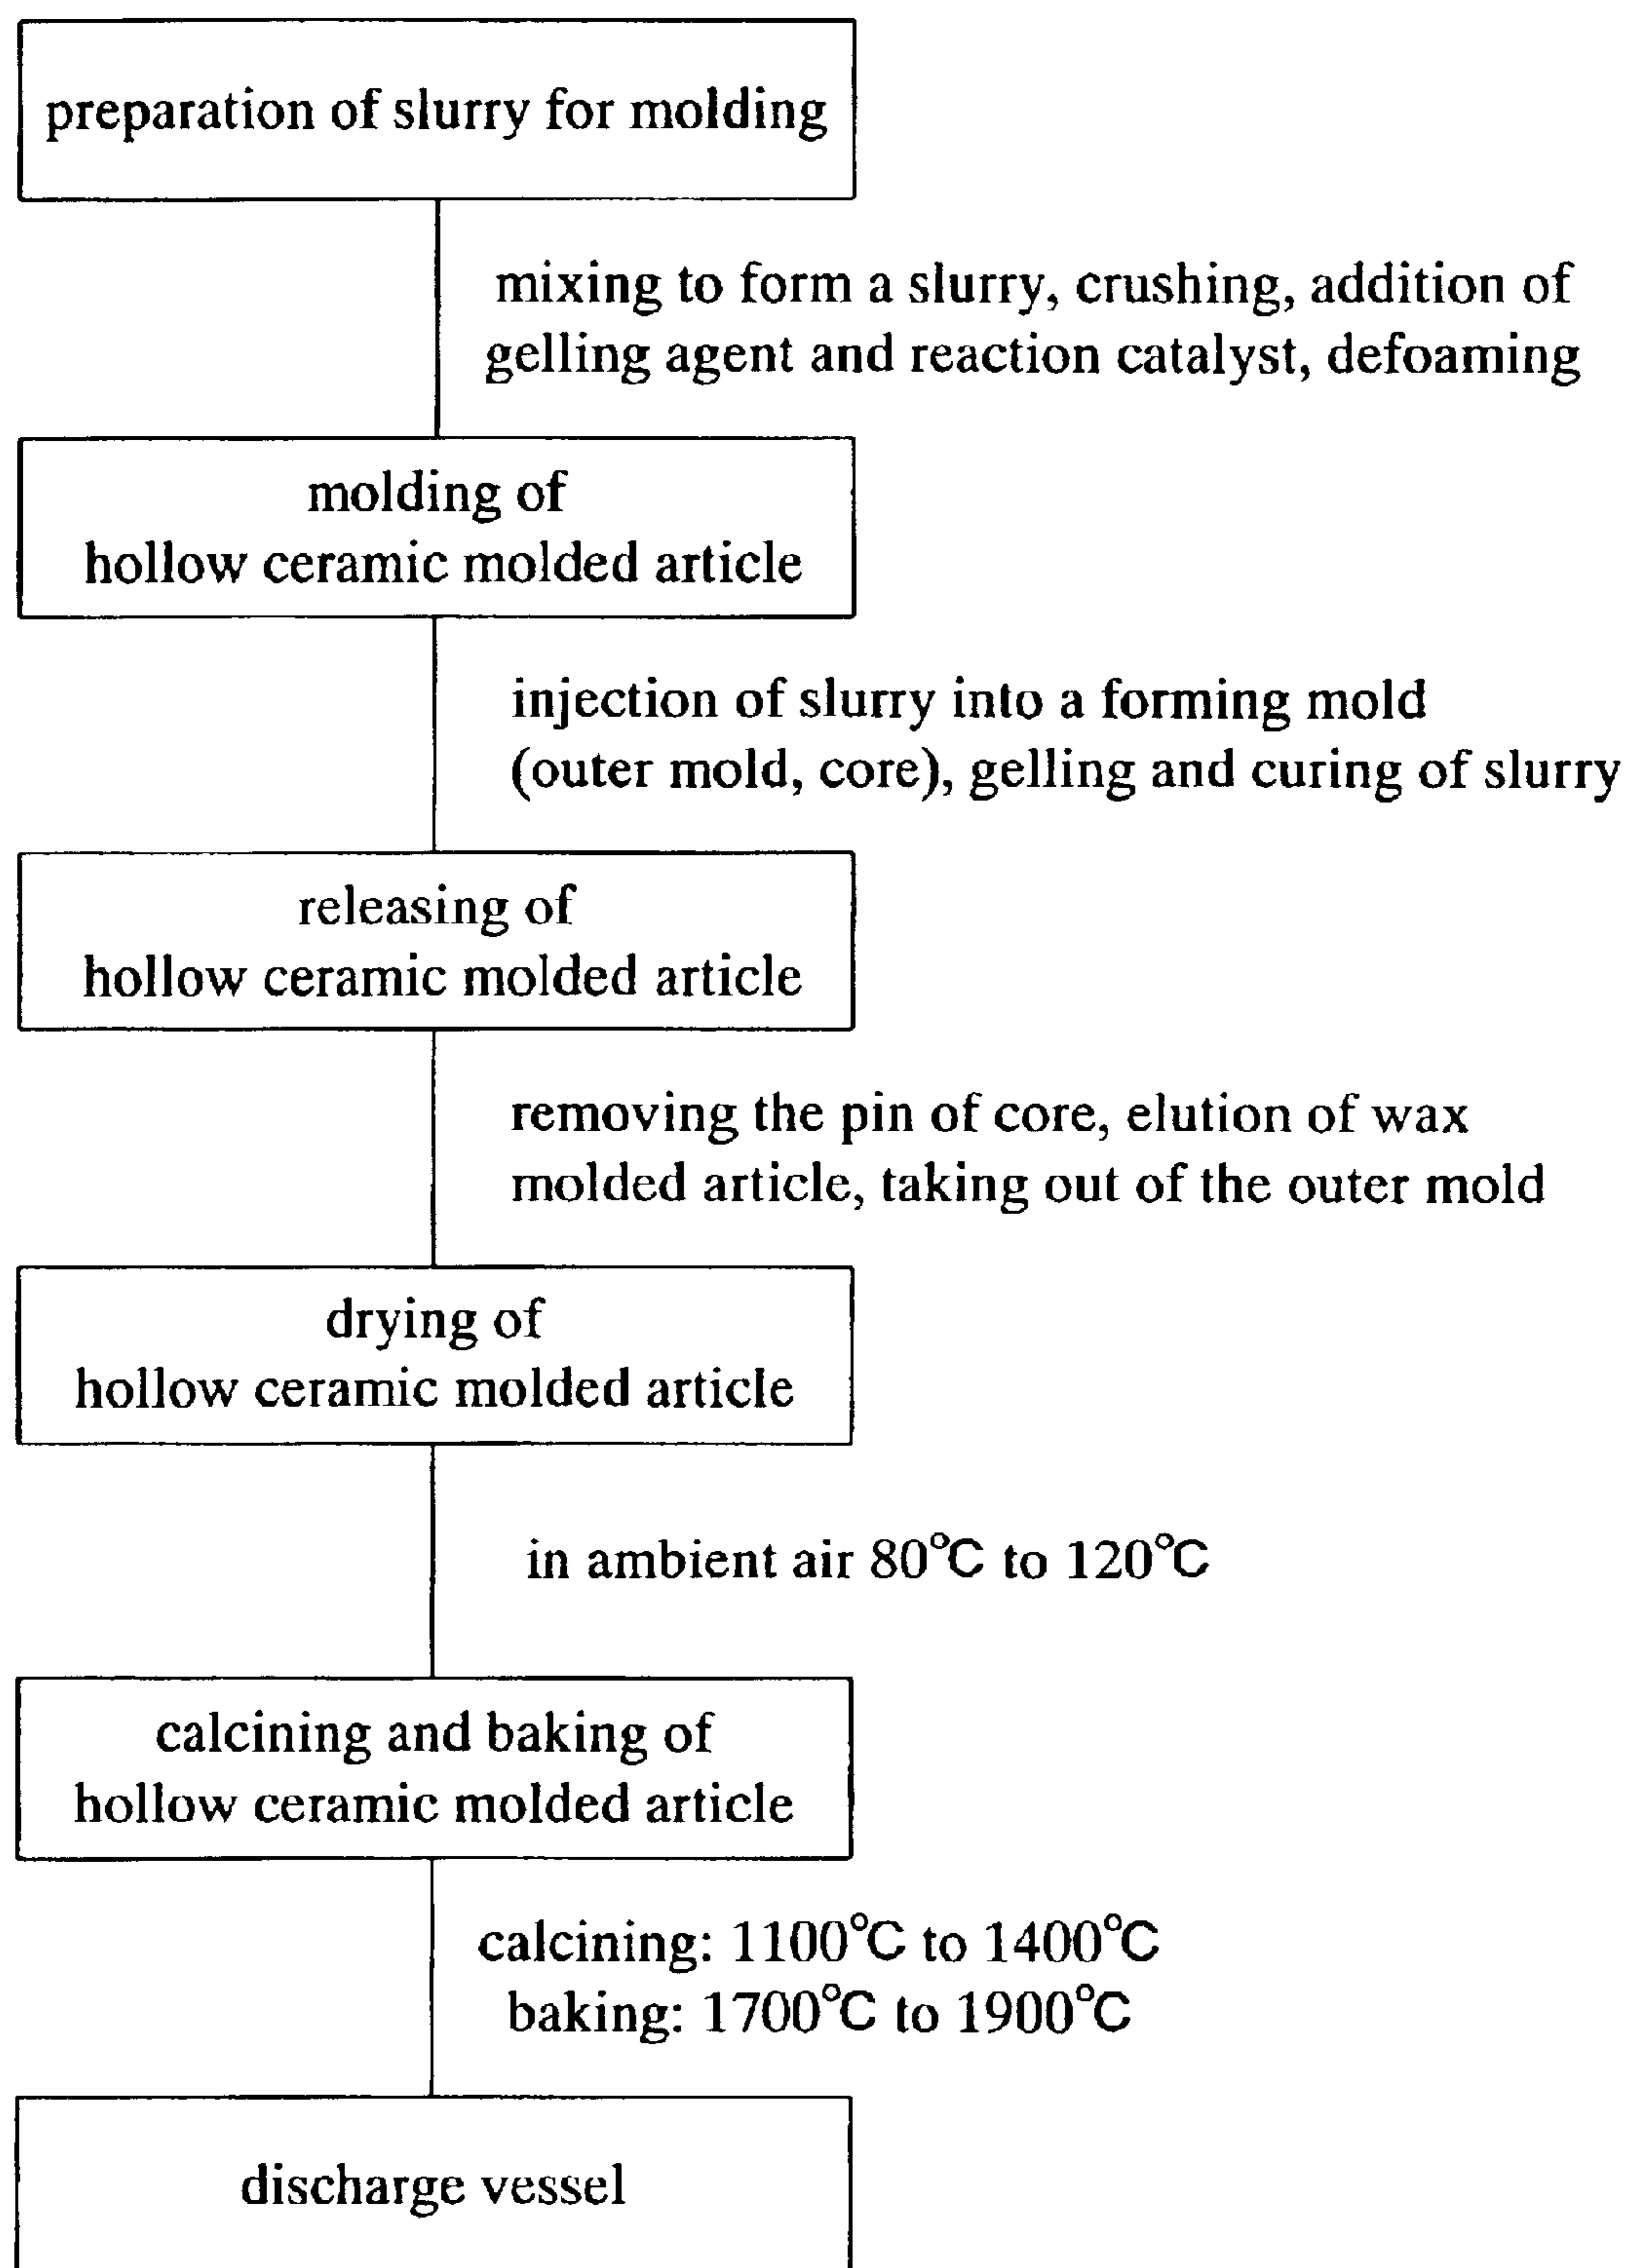 preparation of slurry for molding
mixing to form a slurry, crushing, addition of
gelling agent and reaction catalyst, defoaming
molding of
hollow ceramic molded article
injection of slurry into a forming mold
(outer mold, core), gelling and curing of slurry
releasing of
hollow ceramic molded article
removing the pin of core, elution of wax
molded article, taking out of the outer mold
drying of
hollow ceramic molded article
in ambient air 80℃ to 120℃
calcining and baking of
hollow ceramic molded article
calcining: 1100℃ to 1400℃
baking: 1700℃ to 1900℃
discharge vessel